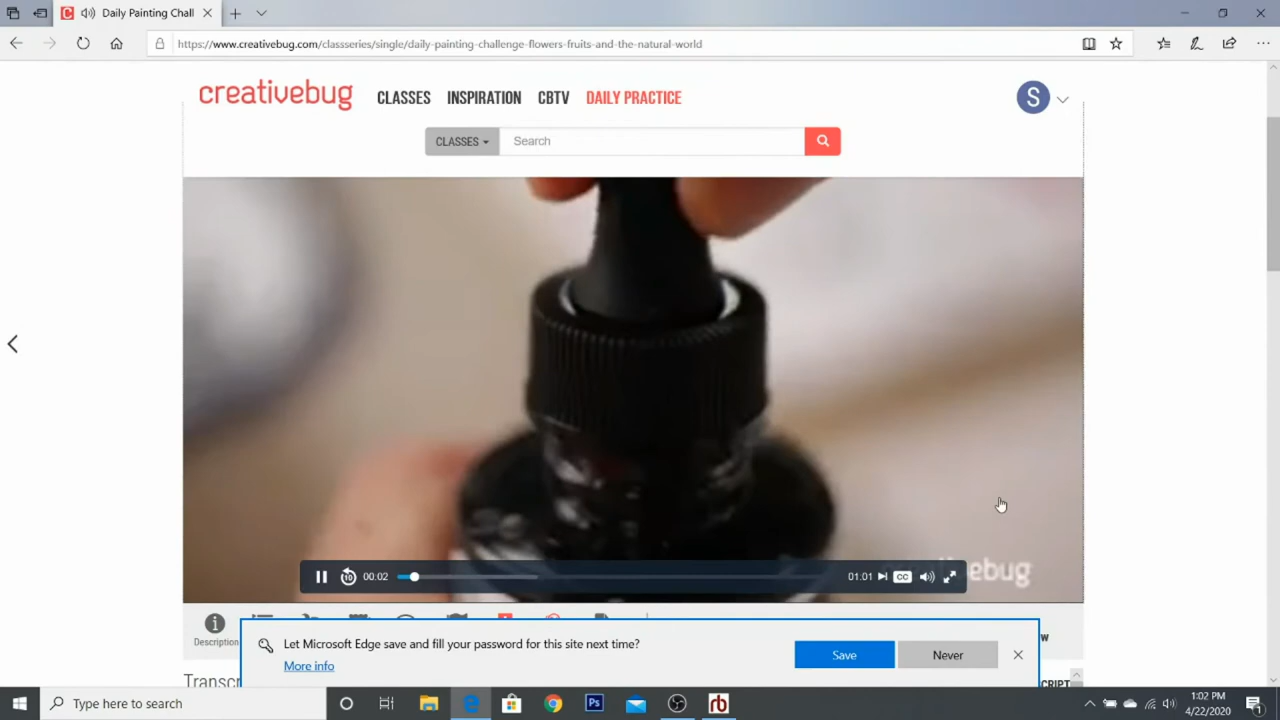 Daily Painting Chall
https://www.creativebug.com/classseries/single/daily-painting-challenge-flowers-fruits-and-the-natural-world
creativebug
CLASSES INSPIRATION CBTV DAILY PRACTICE
S
CLASSES Search
00:02 01:01 CC
bug
Description
Let Microsoft Edge save and fill your password for this site next time?
More info
Save Never
Type here to search
Ps
rb
1:02 PM
4/22/2020